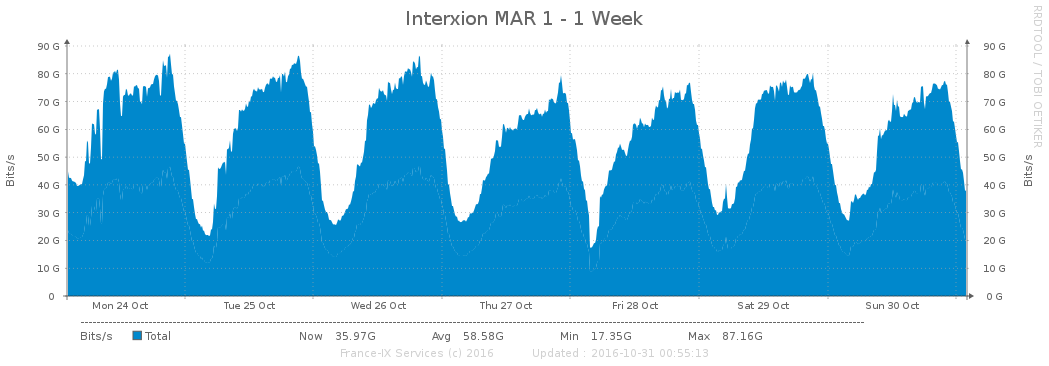 Interxion MAR 1 - 1 Week
RRDTOOL / TOBI OETIKER
Bits/s
90 G
80 G
70 G
60 G
50 G
40 G
30 G
20 G
10 G
0
90 G
80 G
70 G
60 G
50 G
40 G
30 G
20 G
10 G
0 G
Bits/s
Mon 24 Oct Tue 25 Oct Wed 26 Oct Thu 27 Oct Fri 28 Oct Sat 29 Oct Sun 30 Oct
Bits/s Total Now 35.97G Avg 58.58G Min 17.35G Max 87.16G
France-IX Services (c) 2016 Updated : 2016-10-31 00:55:13